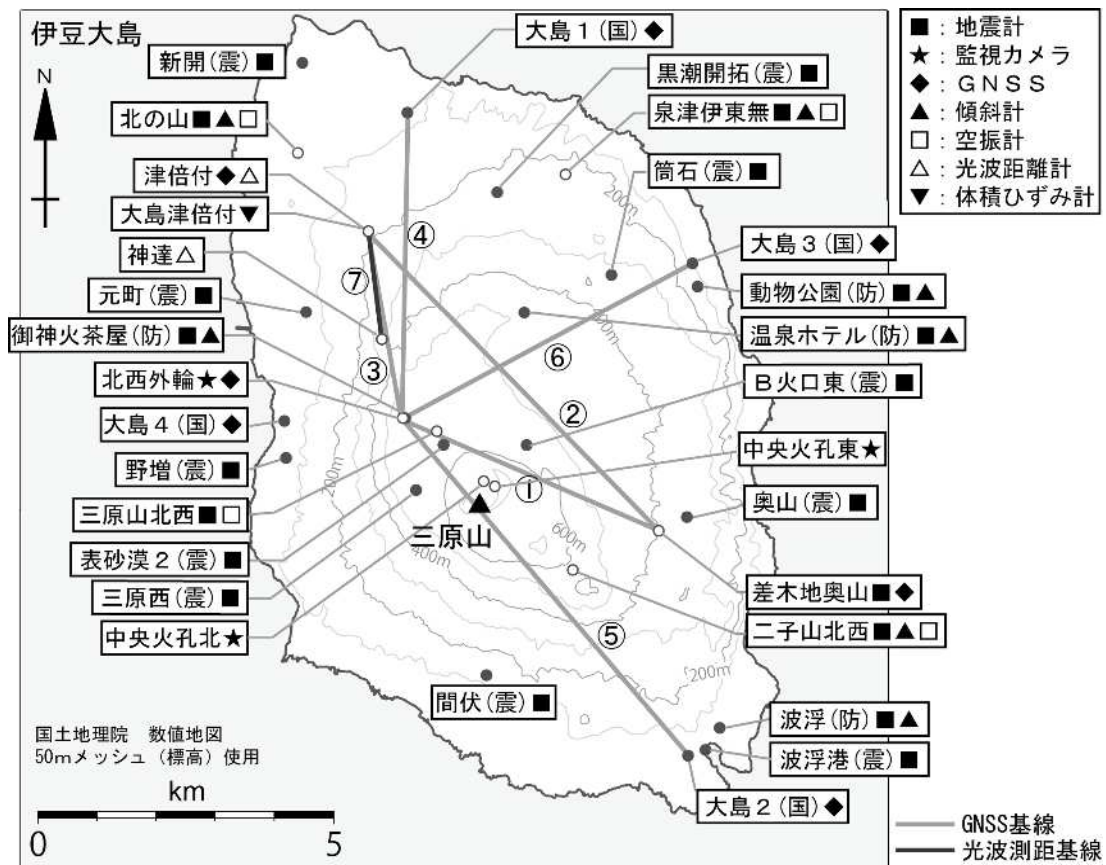 伊豆大島
N
新開(震)■
北の山■▲□
津倍付◆△
大島津倍付▼
神達△
元町(震)■
御神火茶屋(防)■▲
北西外輪★◆
大島4(国)◆
野増(震)■
三原山北西■□
表砂漠2(震)■
三原西(震)■
中央火孔北★
大島1(国)◆
黒潮開拓(震)■
泉津伊東無■▲□
筒石(震)■
大島3(国)◆
動物公園(防)■▲
温泉ホテル(防)■▲
B火口東(震)■
中央火孔東★
奥山(震)■
差木地奥山■◆
二子山北西■▲□
波浮(防)■▲
波浮港(震)■
大島2(国)◆
間伏(震)■
三原山
①
②
③
④
⑤
⑥
⑦
200m
200m
200m
400m
600m
■:地震計
★:監視カメラ
◆:GNSS
▲:傾斜計
□:空振計
△:光波距離計
▼:体積ひずみ計
国土地理院 数値地図
50mメッシュ(標高)使用
km
0 5
GNSS基線
光波測距基線